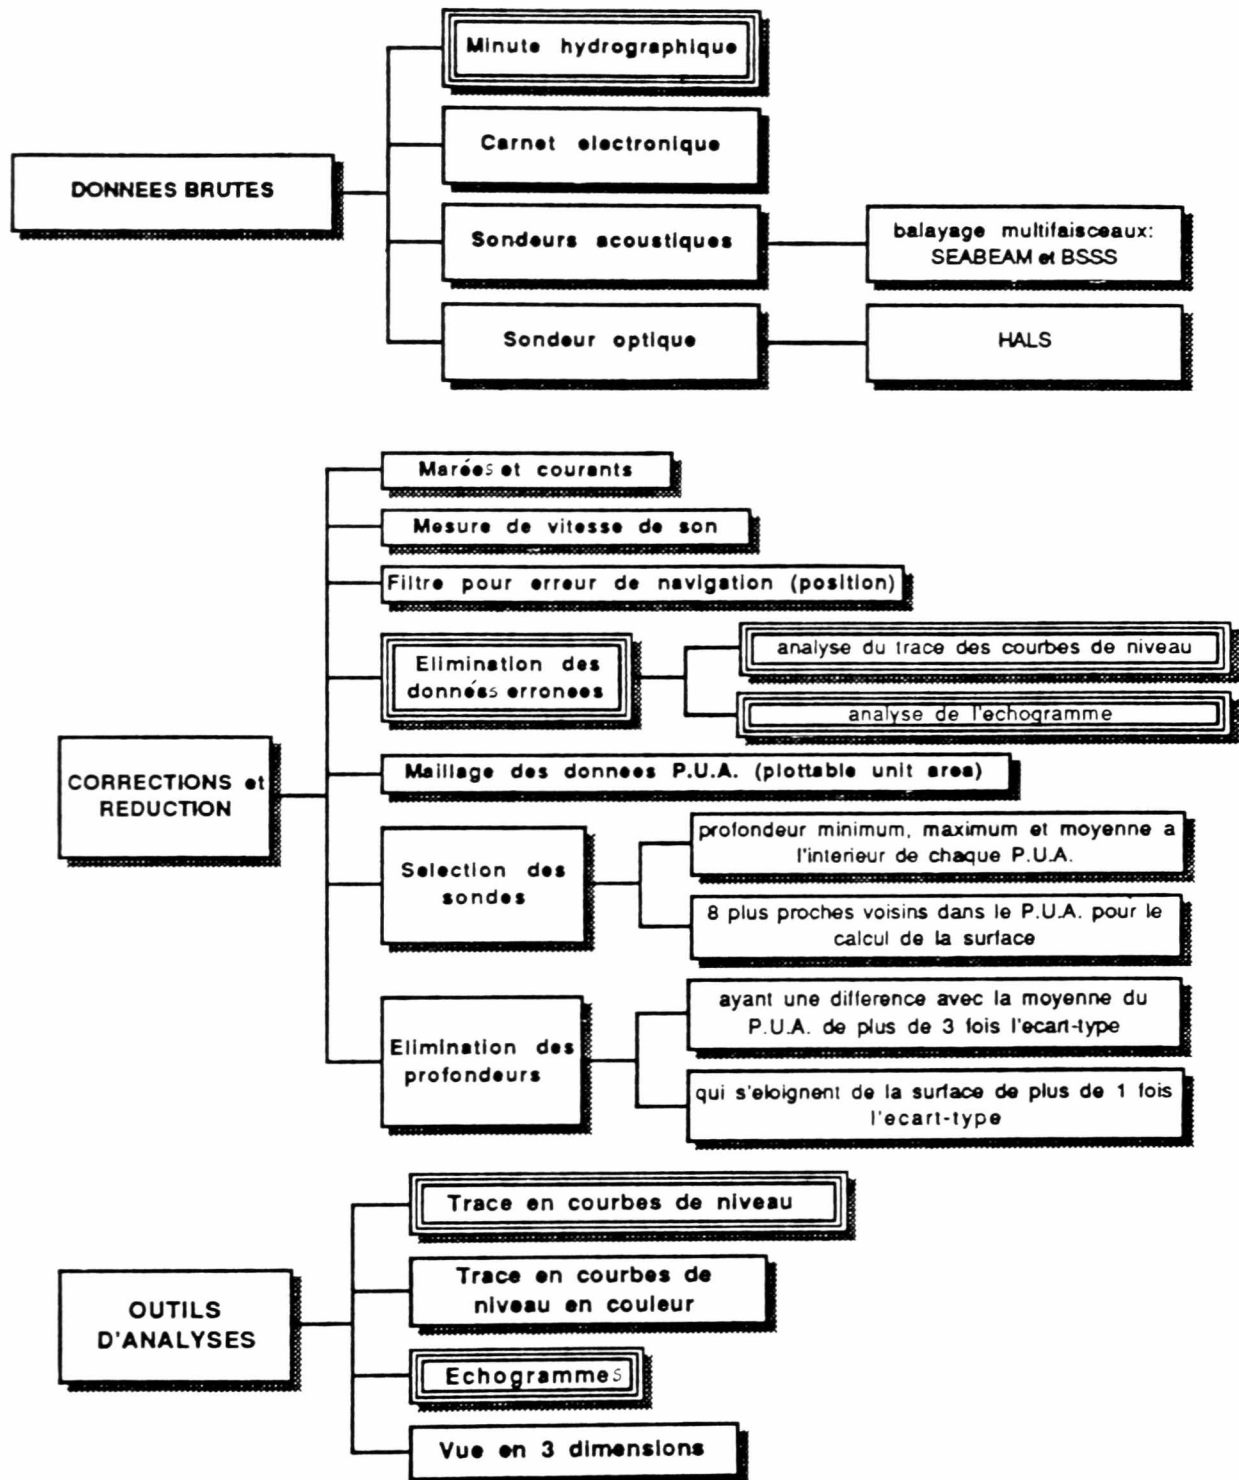 Minute hydrographique
Carnet electronique
DONNEES BRUTES
Sondeurs acoustiques
balayage multifaisceaux:
SEABEAM et BSSS
Sondeur optique
HALS
Marées et courants
Mesure de vitesse de son
Filtre pour erreur de navigation (position)
Elimination des
donnés erronees
analyse du trace des courbes de niveau
analyse de l'echogramme
CORRECTIONS et
REDUCTION
Maillage des donnees P.U.A. (plottable unit area)
Selection des
sondes
profondeur minimum, maximum et moyenne a
l'interieur de chaque P.U.A.
8 plus proches voisins dans le P.U.A. pour le
calcul de la surface
Elimination des
profondeurs
ayant une difference avec la moyenne du
P.U.A. de plus de 3 fois l'ecart-type
qui s'eloignent de la surface de plus de 1 fois
l'ecart-type
Trace en courbes de niveau
OUTILS
D'ANALYSES
Trace en courbes de
niveau en couleur
Echogrammes
Vue en 3 dimensions